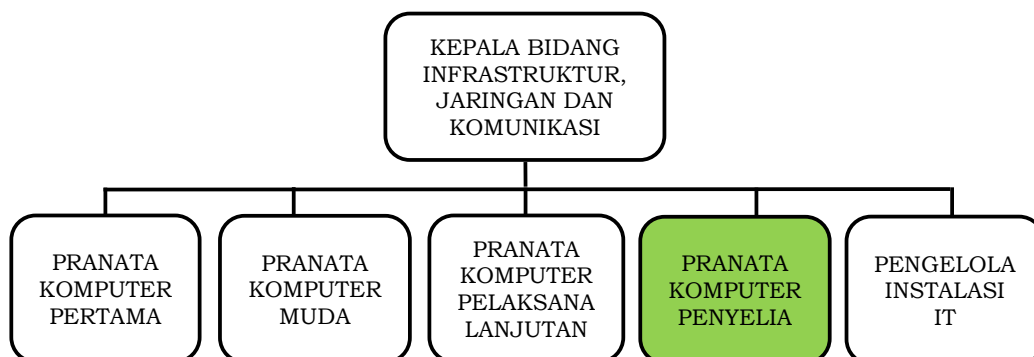 KEPALA BIDANG
INFRASTRUKTUR,
JARINGAN DAN
KOMUNIKASI
PRANATA
KOMPUTER
PERTAMA
PRANATA
KOMPUTER
MUDA
PRANATA
KOMPUTER
PELAKSANA
LANJUTAN
PRANATA
KOMPUTER
PENYELIA
PENGELOLA
INSTALASI
IT